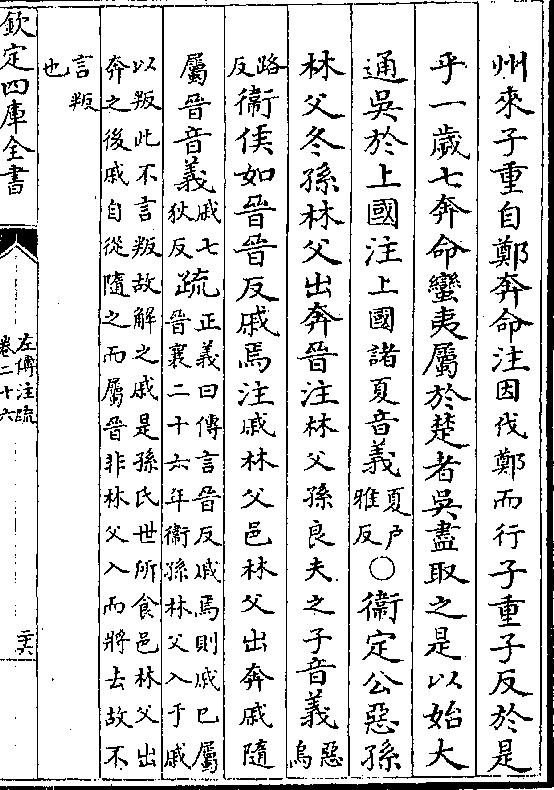 州來子重自鄭奔命注因伐鄭而行子重子反於是
乎一歲七奔命蠻夷屬於楚者吳盡取之是以始大
通吳於上國注上國諸夏音義夏户
雅反〇衞定公惡孫
林父冬孫林父出奔晉注林父孫良夫之子音義惡
烏
路
反衞侯如晉晉反戚焉注戚林父邑林父出奔戚隨
屬晉音義戚七
狄反疏正義曰傳言晉反戚焉則戚已屬
晉襄二十六年衞孫林父入于戚
以叛此不言叛故解之戚是孫氏世所食邑林父出
奔之後戚自從隨之而屬晉非林父入而將去故不
言叛
也
欽定四庫全書
左傳注疏
卷二十六